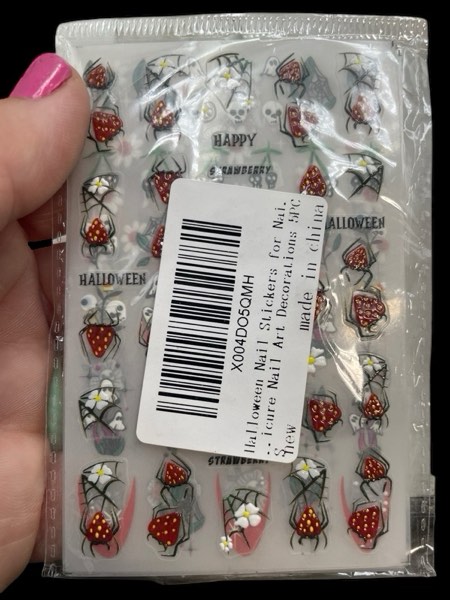 HAPPY
STRAWBERRY
HALLOWEEN
HALLOWEEN
X004DO5QMH
Halloween Nail Stickers for Nai.
..icure Nail Art Decorations 5PC
S
new
made in china
STRAWBERRY